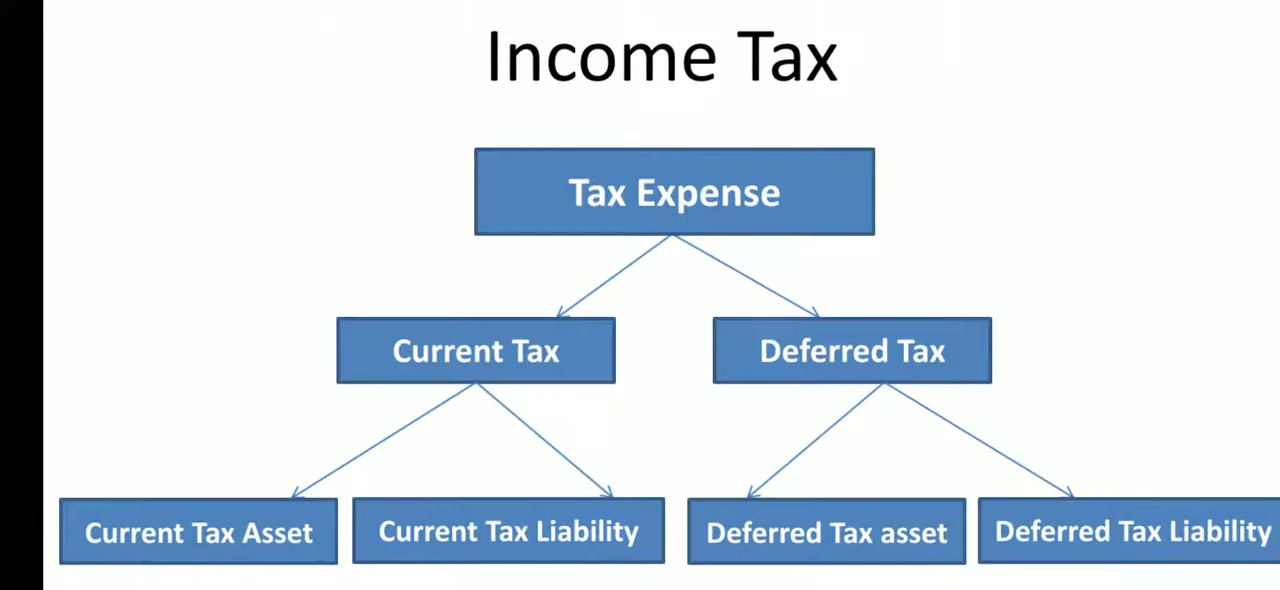 Income Tax
Tax Expense
Current Tax
Deferred Tax
Current Tax Asset
Current Tax Liability
Deferred Tax asset
Deferred Tax Liability